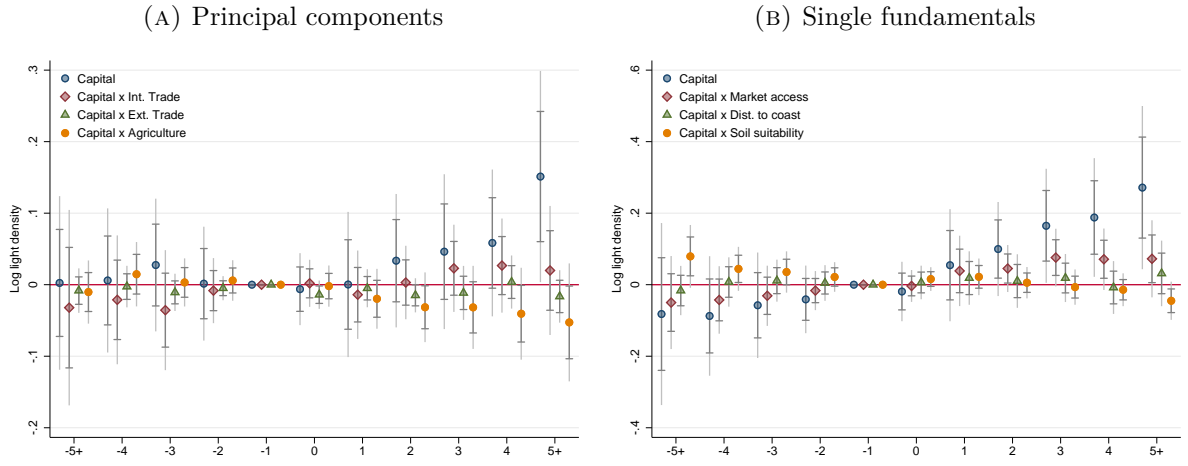 (A) Principal components
.3
.2
.1
0
-.1
-.2
Log light density
Capital
Capital x Int. Trade
Capital x Ext. Trade
Capital x Agriculture
-5+ -4 -3 -2 -1 0 1 2 3 4 5+
(B) Single fundamentals
.6
.4
.2
0
-.2
-.4
Log light density
Capital
Capital x Market access
Capital x Dist. to coast
Capital x Soil suitability
-5+ -4 -3 -2 -1 0 1 2 3 4 5+